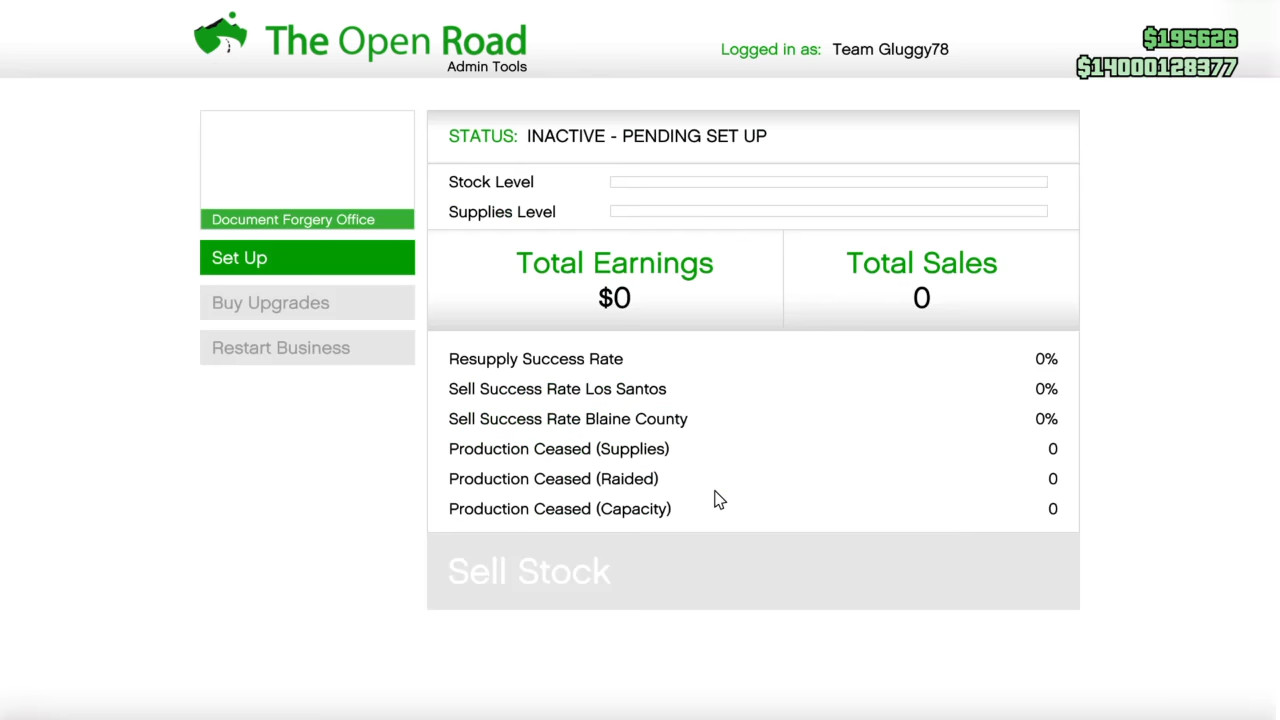 The Open Road
Admin Tools
Logged in as: Team Gluggy78
$195626
$14000128377
Document Forgery Office
Set Up
Buy Upgrades
Restart Business
STATUS: INACTIVE - PENDING SET UP
Stock Level
Supplies Level
Total Earnings
$0
Total Sales
0
Resupply Success Rate 0%
Sell Success Rate Los Santos 0%
Sell Success Rate Blaine County 0%
Production Ceased (Supplies) 0
Production Ceased (Raided) 0
Production Ceased (Capacity) 0
Sell Stock